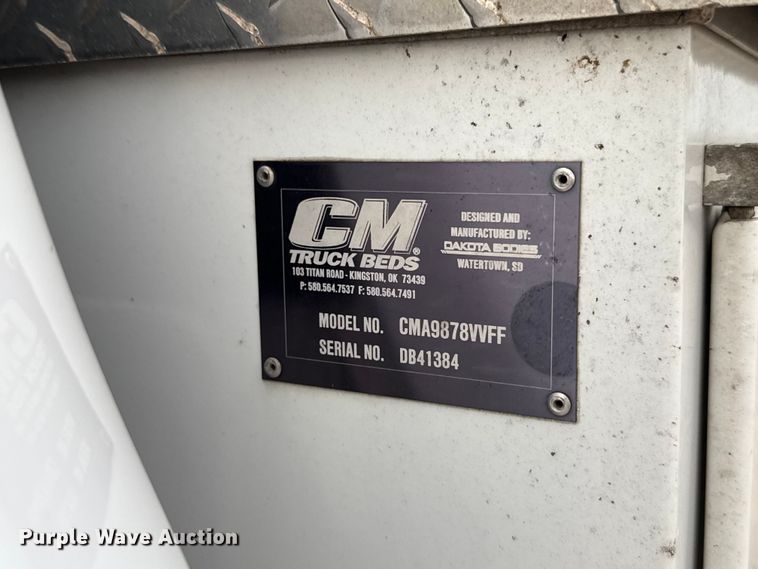 CM®
TRUCK BEDS
103 TITAN ROAD - KINGSTON, OK 73439
P: 580.564.7537 F: 580.564.7491
DESIGNED AND
MANUFACTURED BY:
DAKOTA BODIES
WATERTOWN, SD
MODEL NO. CMA9878VVFF
SERIAL NO. DB41384
Purple Wave Auction